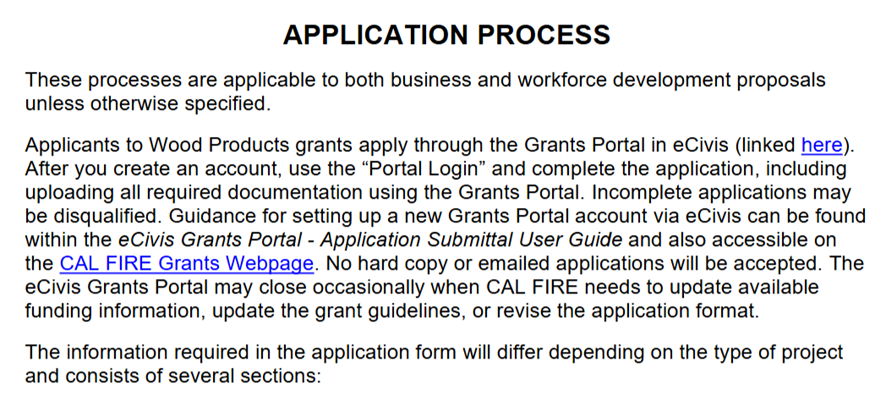 APPLICATION PROCESS
These processes are applicable to both business and workforce development proposals
unless otherwise specified.
Applicants to Wood Products grants apply through the Grants Portal in eCivis (linked here).
After you create an account, use the “Portal Login” and complete the application, including
uploading all required documentation using the Grants Portal. Incomplete applications may
be disqualified. Guidance for setting up a new Grants Portal account via eCivis can be found
within the eCivis Grants Portal - Application Submittal User Guide and also accessible on
the CAL FIRE Grants Webpage. No hard copy or emailed applications will be accepted. The
eCivis Grants Portal may close occasionally when CAL FIRE needs to update available
funding information, update the grant guidelines, or revise the application format.
The information required in the application form will differ depending on the type of project
and consists of several sections: